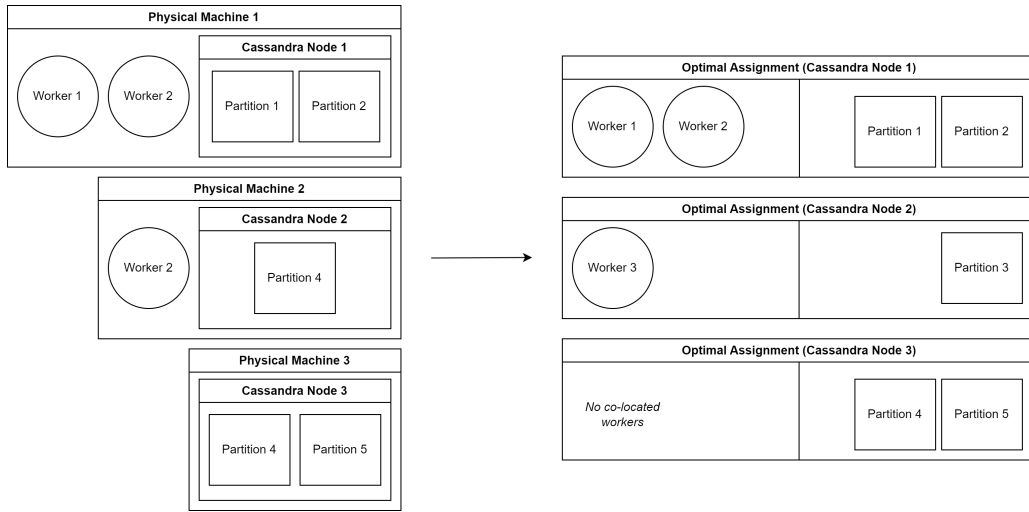 Physical Machine 1
Cassandra Node 1
Worker 1
Worker 2
Partition 1
Partition 2
Physical Machine 2
Cassandra Node 2
Worker 2
Partition 4
Physical Machine 3
Cassandra Node 3
Partition 4
Partition 5
Optimal Assignment (Cassandra Node 1)
Worker 1
Worker 2
Partition 1
Partition 2
Optimal Assignment (Cassandra Node 2)
Worker 3
Partition 3
Optimal Assignment (Cassandra Node 3)
No co-located
workers
Partition 4
Partition 5